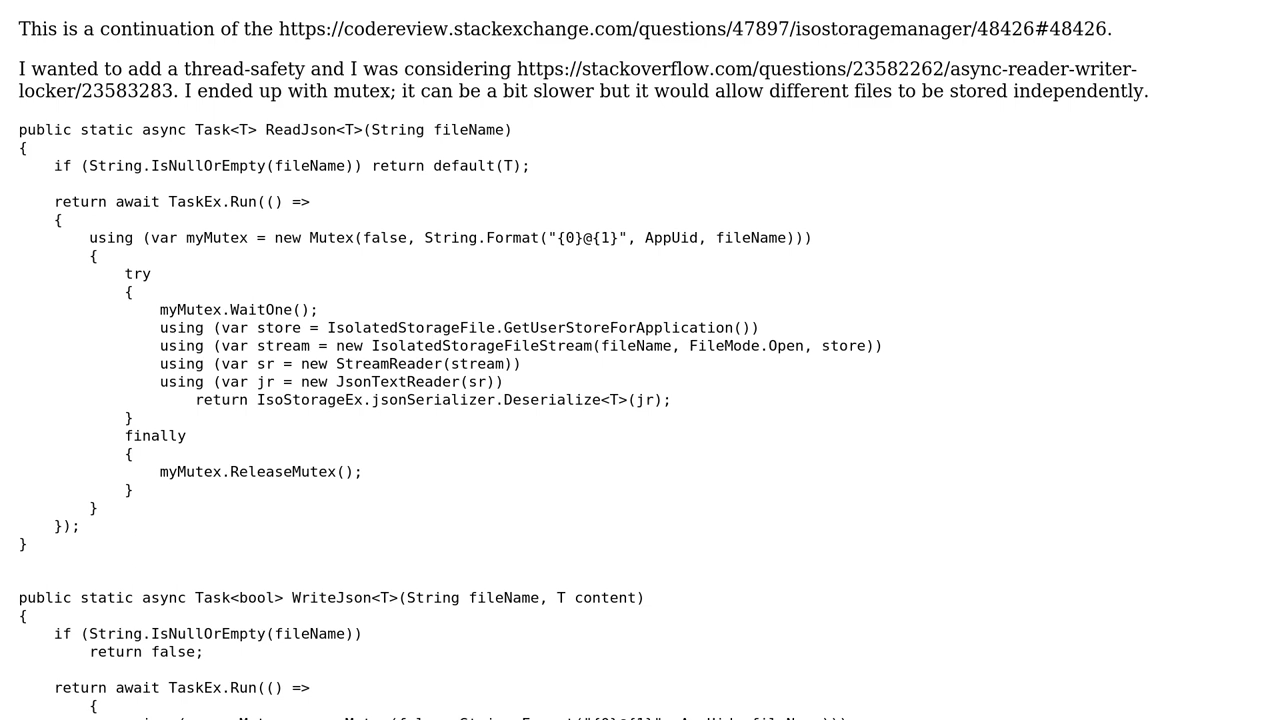 This is a continuation of the https://codereview.stackexchange.com/questions/47897/isostoragemanager/48426#48426.
I wanted to add a thread-safety and I was considering https://stackoverflow.com/questions/23582262/async-reader-writer-
locker/23583283. I ended up with mutex; it can be a bit slower but it would allow different files to be stored independently.
public static async Task<T> ReadJson<T>(String fileName)
{
    if (String.IsNullOrEmpty(fileName)) return default(T);
    return await TaskEx.Run(() =>
    {
        using (var myMutex = new Mutex(false, String.Format("{0}@{1}", AppUid, fileName)))
        {
            try
            {
                myMutex.WaitOne();
                using (var store = IsolatedStorageFile.GetUserStoreForApplication())
                using (var stream = new IsolatedStorageFileStream(fileName, FileMode.Open, store))
                using (var sr = new StreamReader(stream))
                using (var jr = new JsonTextReader(sr))
                    return IsoStorageEx.jsonSerializer.Deserialize<T>(jr);
            }
            finally
            {
                myMutex.ReleaseMutex();
            }
        }
    });
}
public static async Task<bool> WriteJson<T>(String fileName, T content)
{
    if (String.IsNullOrEmpty(fileName))
        return false;
    return await TaskEx.Run(() =>
        {